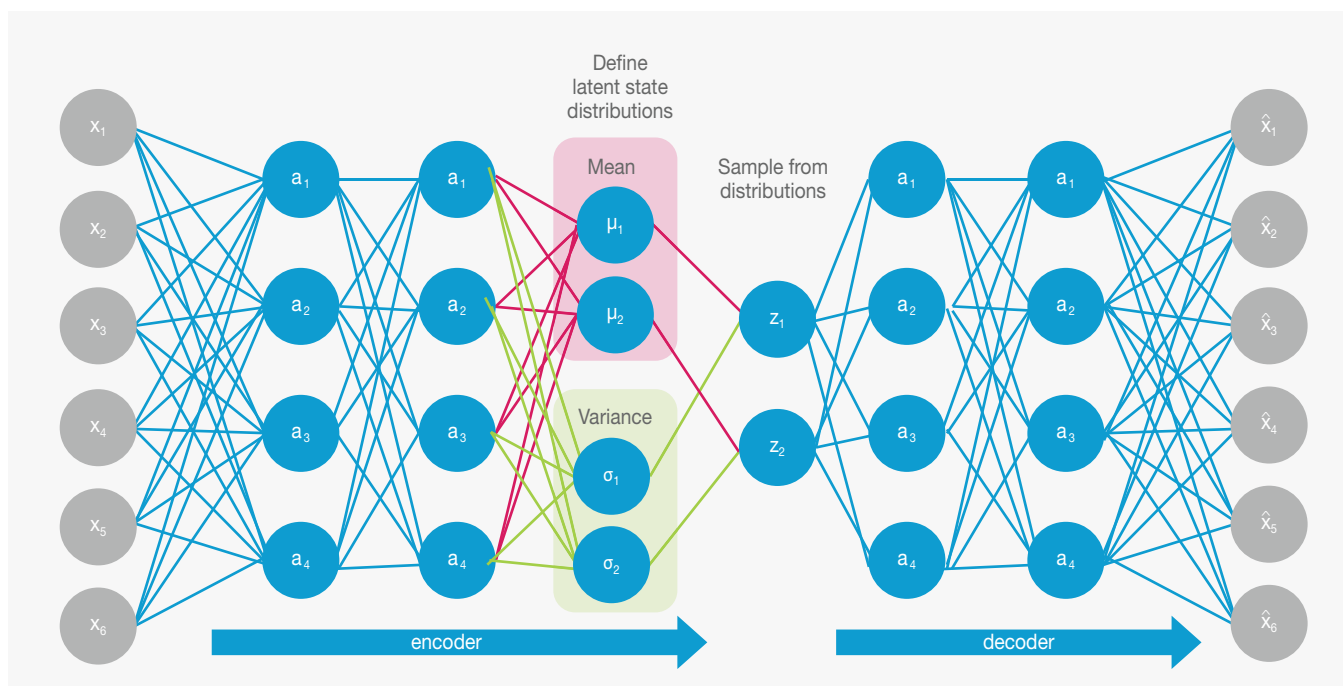 Define
latent state
distributions
Mean
Sample from
distributions
Variance
x₁
x₂
x₃
x₄
x₅
x₆
a₁
a₂
a₃
a₄
a₁
a₂
a₃
a₄
μ₁
μ₂
σ₁
σ₂
z₁
z₂
a₁
a₂
a₃
a₄
a₁
a₂
a₃
a₄
x̂₁
x̂₂
x̂₃
x̂₄
x̂₅
x̂₆
encoder
decoder